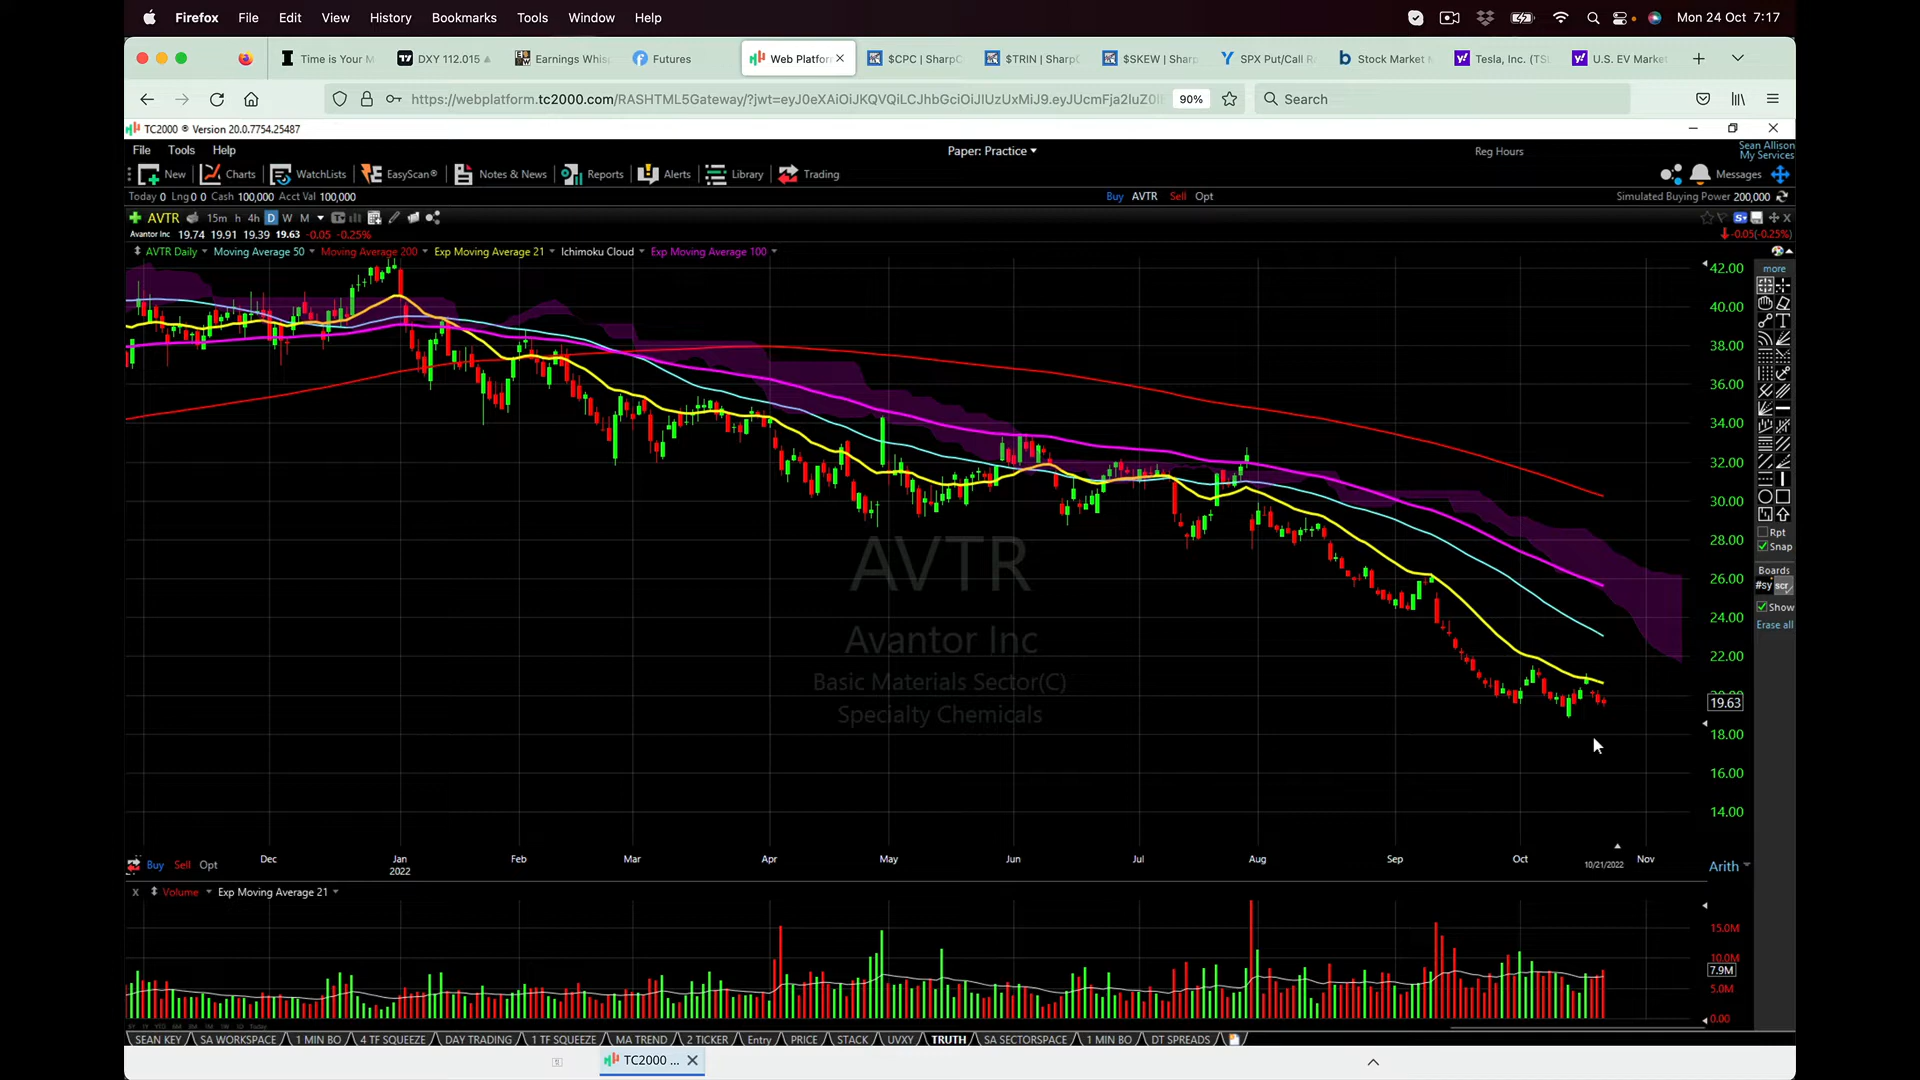 Firefox File Edit View History Bookmarks Tools Window Help Mon 24 Oct 7:17
Time is Your M DXY 112.015 Earnings Whis Futures Web Platfor $CPC | SharpC $TRIN | SharpC $SKEW | Sharp SPX Put/Call R Stock Market Tesla, Inc. (TS U.S. EV Marke
https://webplatform.tc2000.com/RASHTML5Gateway/?jwt=eyJ0eXAiOiJKQVQiLCJhbGciOiJIUzUxMiJ9.eyJUcmFja2luZ0l 90% Search
TC2000 ® Version 20.0.7754.25487
File Tools Help Paper: Practice Reg Hours Sean Allison
My Services
New Charts WatchLists EasyScan® Notes & News Reports Alerts Library Trading Messages
Today 0 Lng 0 0 Cash 100,000 Acct Val 100,000 Buy AVTR Sell Opt Simulated Buying Power 200,000
AVTR 15m h 4h D W M
Avantor Inc 19.74 19.91 19.39 19.63 -0.05 -0.25% -0.05(-0.25%)
AVTR Daily Moving Average 50 Moving Average 200 Exp Moving Average 21 Ichimoku Cloud Exp Moving Average 100
more
42.00
40.00
38.00
36.00
34.00
32.00
30.00
28.00
26.00
24.00
22.00
20.00
19.63
18.00
16.00
14.00
Rpt
Snap
Boards
#sy scr
Show
Erase all
AVTR
Avantor Inc
Basic Materials Sector(C)
Specialty Chemicals
Buy Sell Opt Dec Jan Feb Mar Apr May Jun Jul Aug Sep Oct Nov Arith
2022 10/21/2022
x Volume Exp Moving Average 21
15.0M
10.0M
7.9M
5.0M
0.00
SEAN KEY SA WORKSPACE 1 MIN BO 4 TF SQUEEZE DAY TRADING 1 TF SQUEEZE MA TREND 2 TICKER Entry PRICE STACK UVXY TRUTH SA SECTORSPACE 1 MIN BO DT SPREADS
TC2000 ...